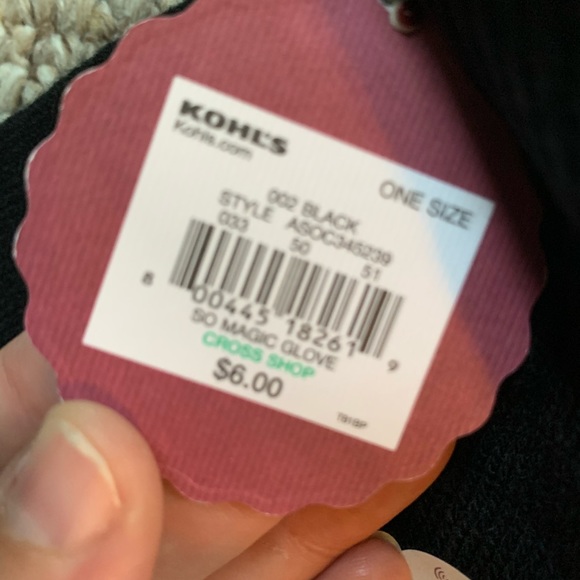 KOHL'S
Kohls.com
ONE SIZE
002 BLACK
STYLE ASOC345239
033 50 51
8 00445 18261 9
SO MAGIC GLOVE
CROSS SHOP
$6.00